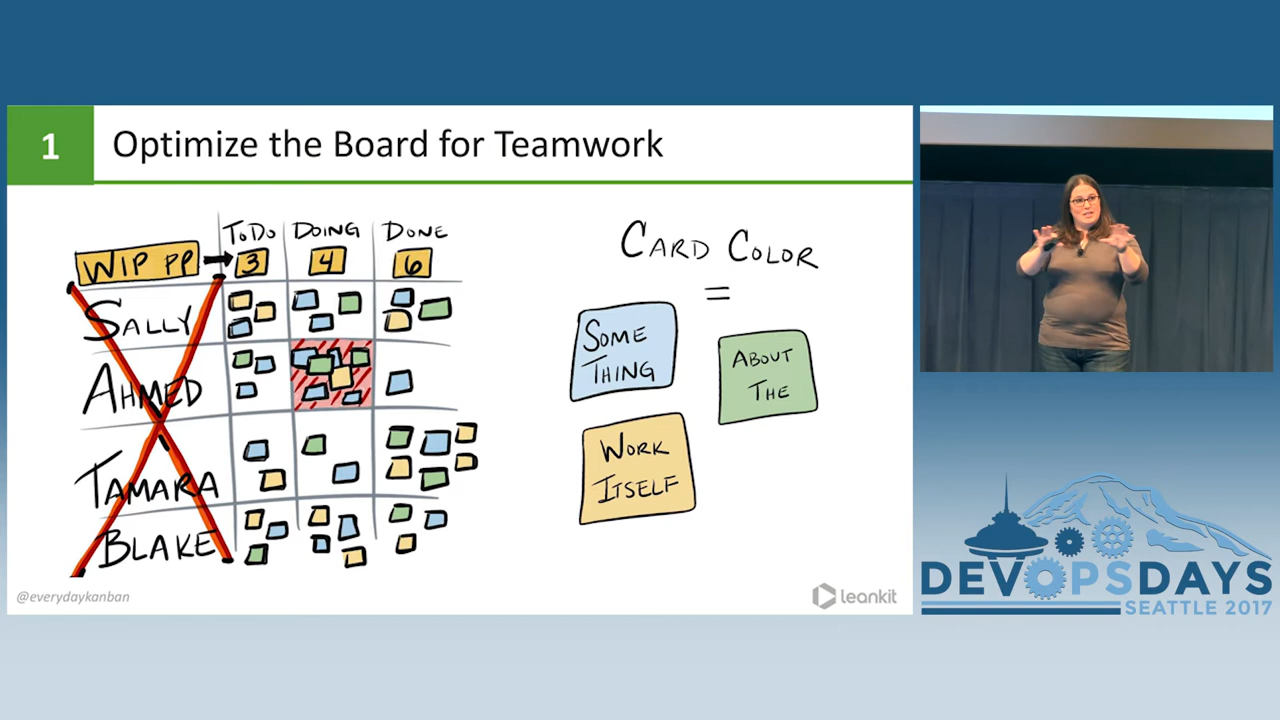 1
Optimize the Board for Teamwork
TODO DOING DONE
WIP PP 3 4 6
SALLY
AHMED
TAMARA
BLAKE
CARD COLOR
=
SOME
THING
ABOUT
THE
WORK
ITSELF
@everydaykanban
leankit
DEVOPSDAYS
SEATTLE 2017